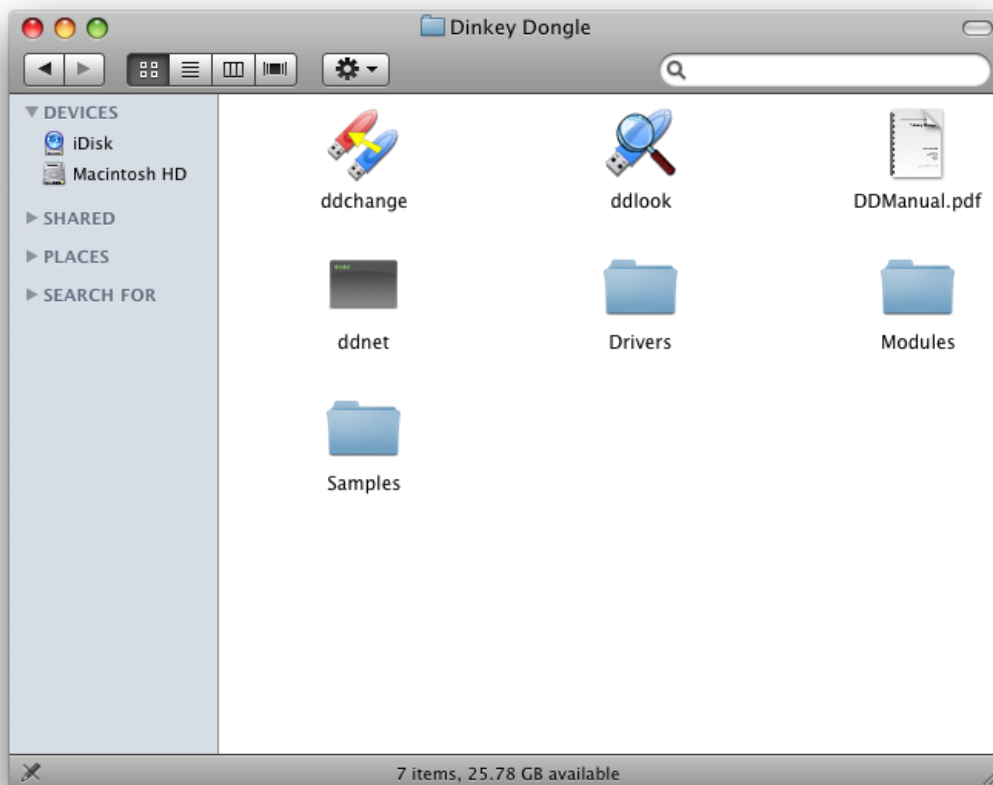 Dinkey Dongle
DEVICES
iDisk
Macintosh HD
SHARED
PLACES
SEARCH FOR
ddchange
ddlook
DDManual.pdf
ddnet
Drivers
Modules
Samples
7 items, 25.78 GB available